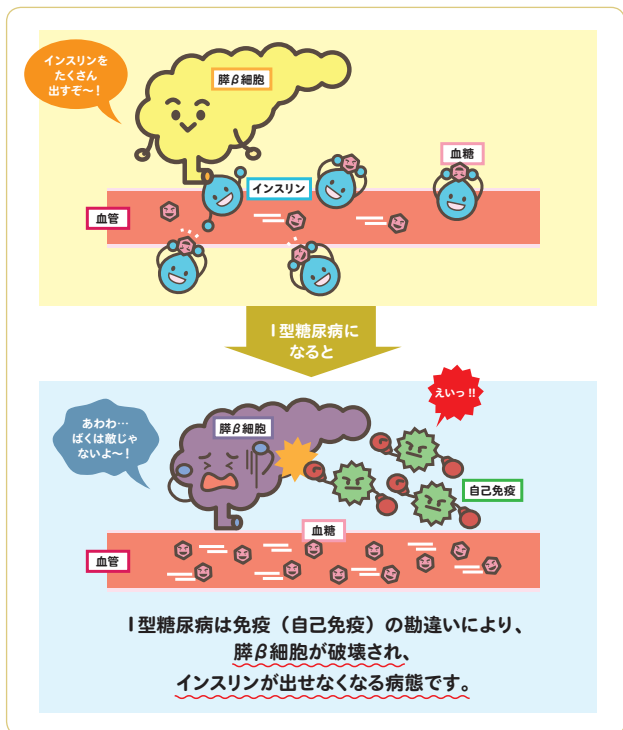 インスリンを
たくさん
出すぞ〜!
膵β細胞
血糖
インスリン
血管
1型糖尿病に
なると
えいっ!!
あわわ…
ぼくは敵じゃ
ないよ〜!
膵β細胞
自己免疫
血糖
血管
1型糖尿病は免疫（自己免疫）の勘違いにより、
膵β細胞が破壊され、
インスリンが出せなくなる病態です。